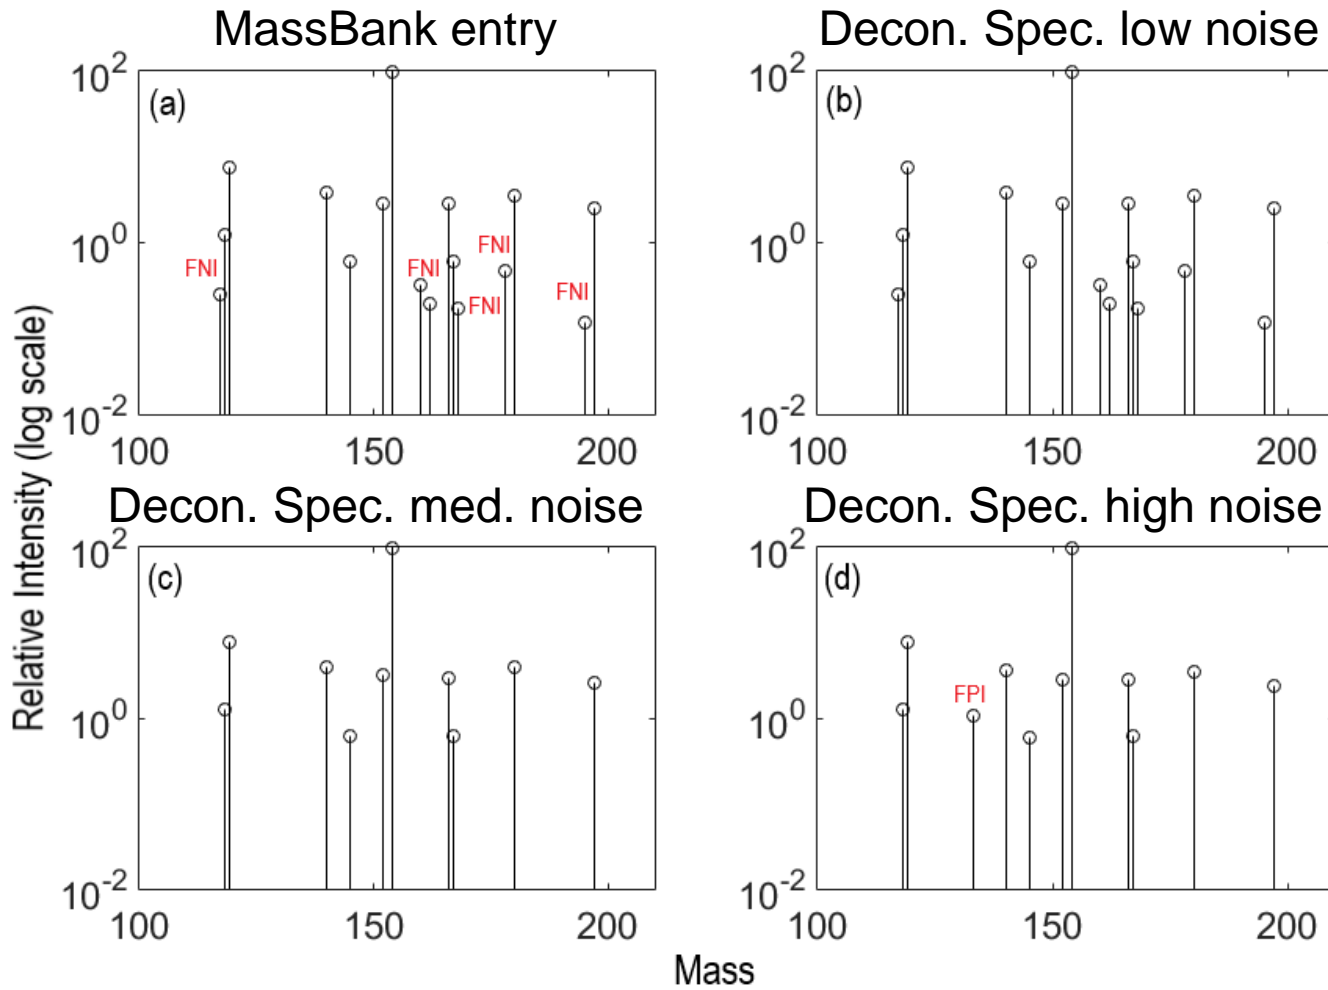 MassBank entry
Decon. Spec. low noise
10^2
(a)
FNI
FNI
FNI
FNI
FNI
10^0
10^-2
100
150
200
10^2
(b)
10^0
10^-2
100
150
200
Relative Intensity (log scale)
Decon. Spec. med. noise
Decon. Spec. high noise
10^2
(c)
10^0
10^-2
100
150
200
10^2
(d)
FPI
10^0
10^-2
100
150
200
Mass